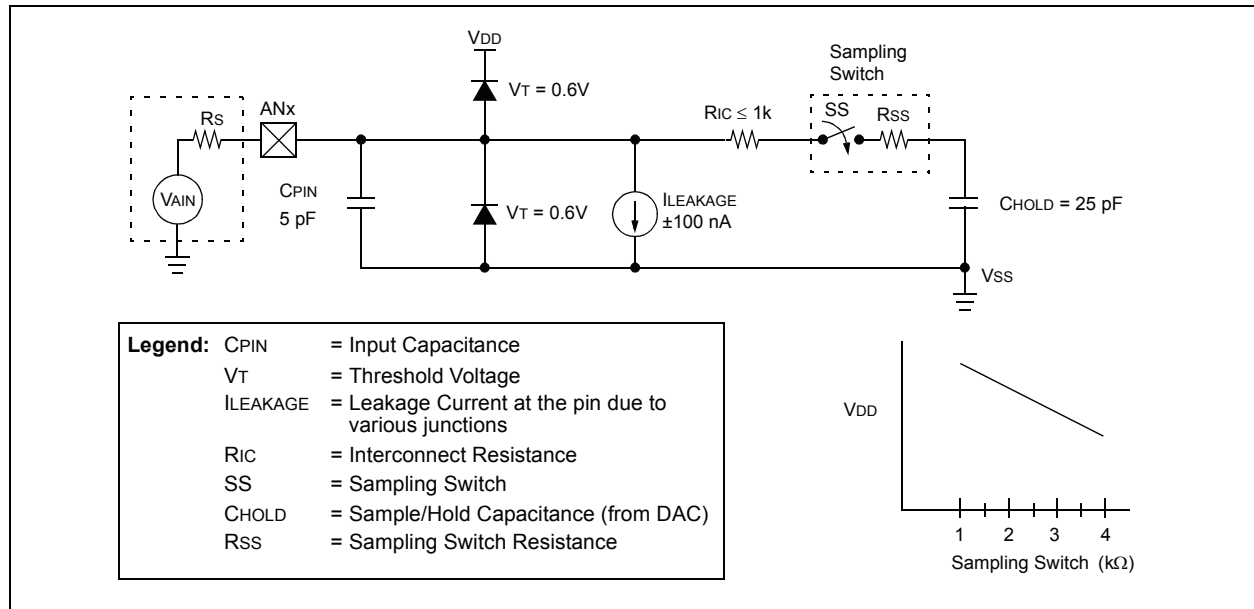 VDD
Sampling
Switch
VT = 0.6V
RS
ANx
RIC ≤ 1k
SS
RSS
VAIN
CPIN
5 pF
VT = 0.6V
ILEAKAGE
±100 nA
CHOLD = 25 pF
VSS
Legend: CPIN = Input Capacitance
VT = Threshold Voltage
ILEAKAGE = Leakage Current at the pin due to
various junctions
RIC = Interconnect Resistance
SS = Sampling Switch
CHOLD = Sample/Hold Capacitance (from DAC)
RSS = Sampling Switch Resistance
VDD
1 2 3 4
Sampling Switch (kΩ)